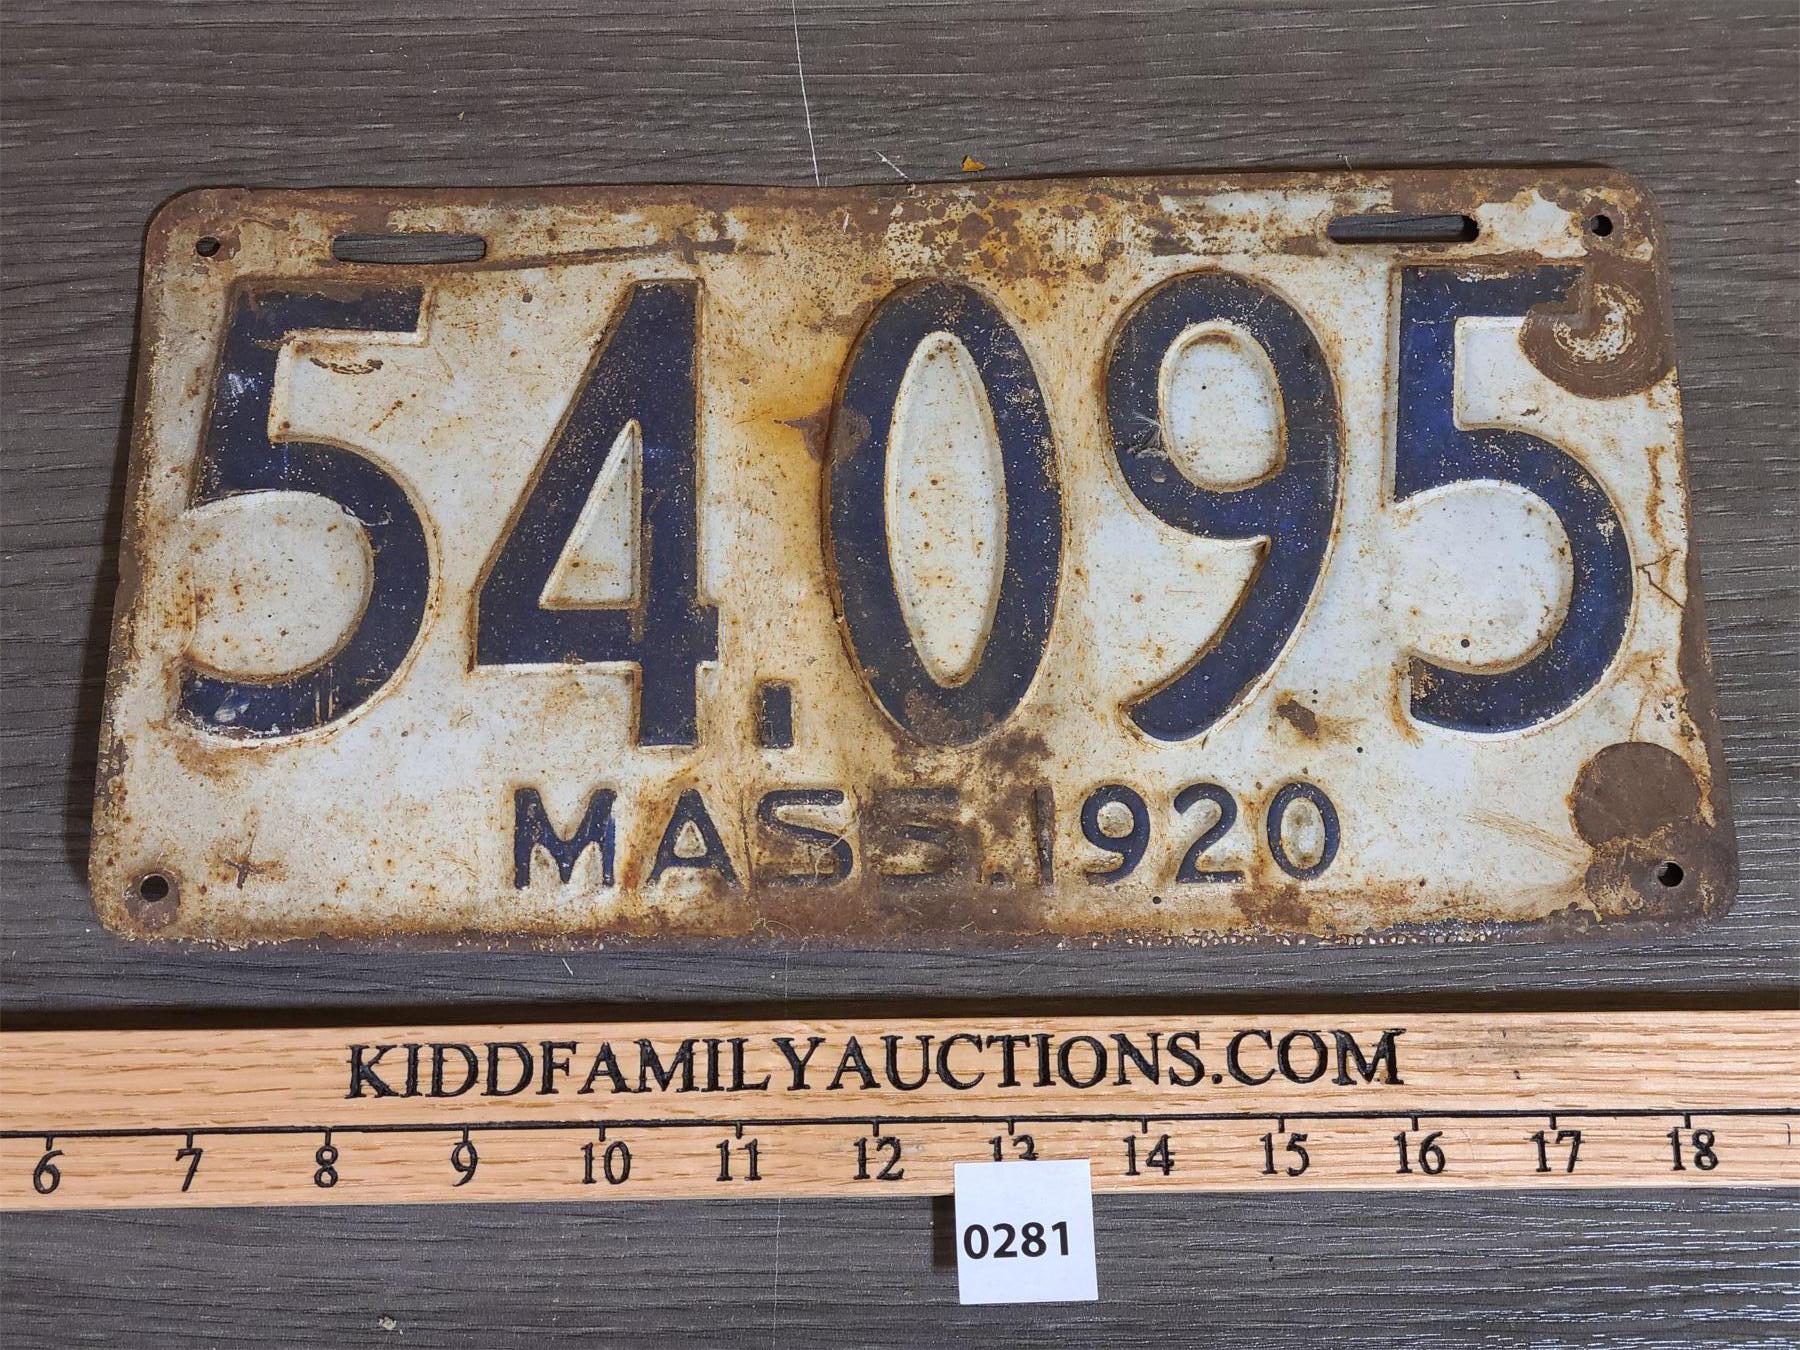 54.095
MASS.1920
KIDDFAMILYAUCTIONS.COM
6 7 8 9 10 11 12 13 14 15 16 17 18
0281